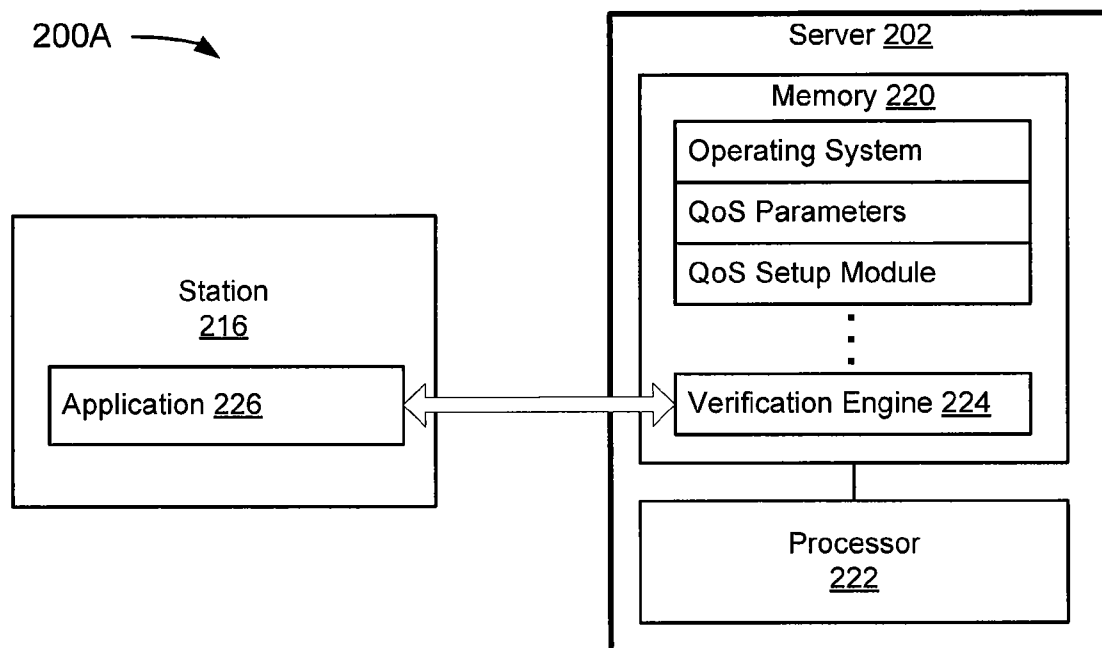 200A
Server 202
Memory 220
Operating System
QoS Parameters
QoS Setup Module
Station
216
Application 226
Verification Engine 224
Processor
222